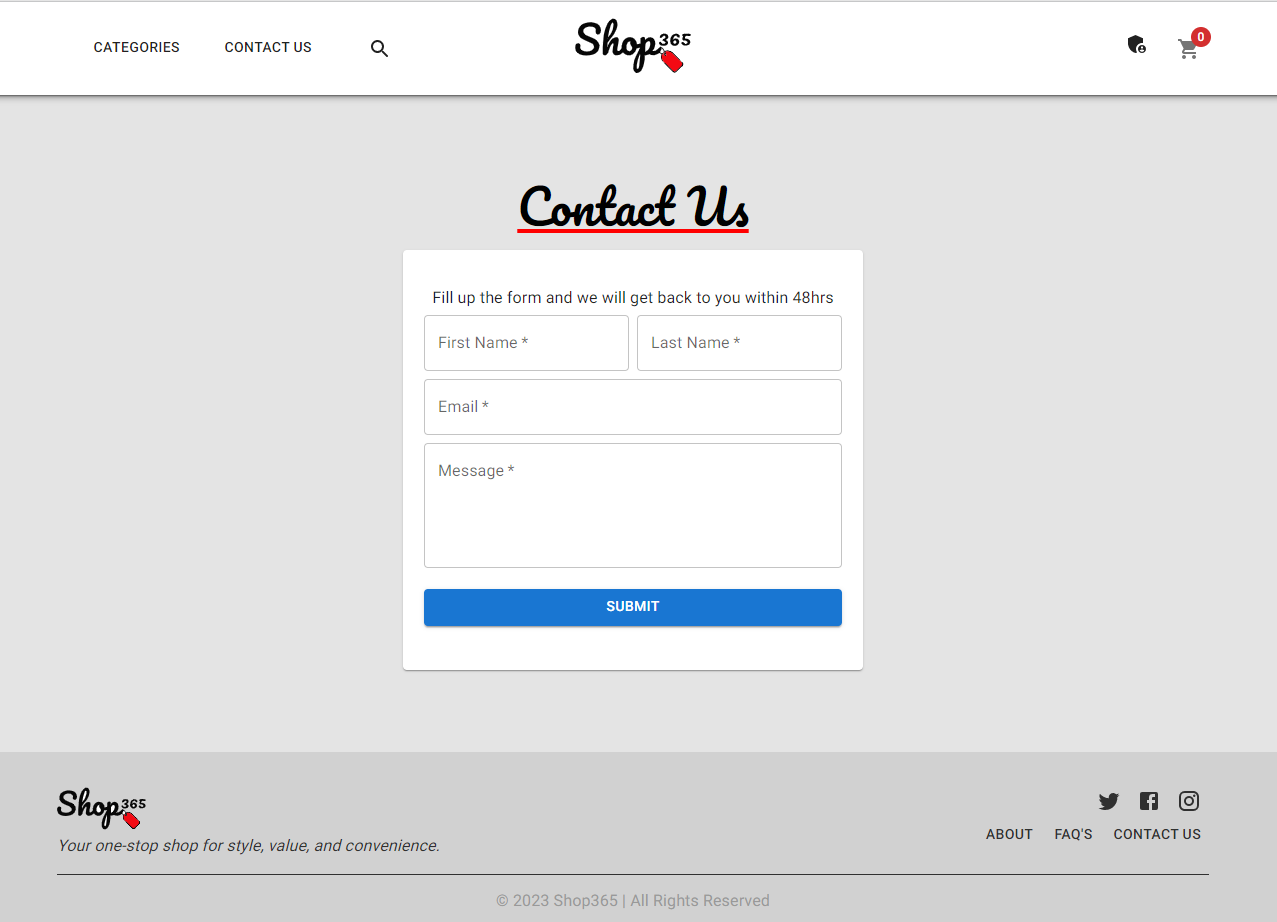 CATEGORIES CONTACT US Shop365 0
Contact Us
Fill up the form and we will get back to you within 48hrs
First Name * Last Name *
Email *
Message *
SUBMIT
Shop365
Your one-stop shop for style, value, and convenience.
ABOUT FAQ'S CONTACT US
© 2023 Shop365 | All Rights Reserved